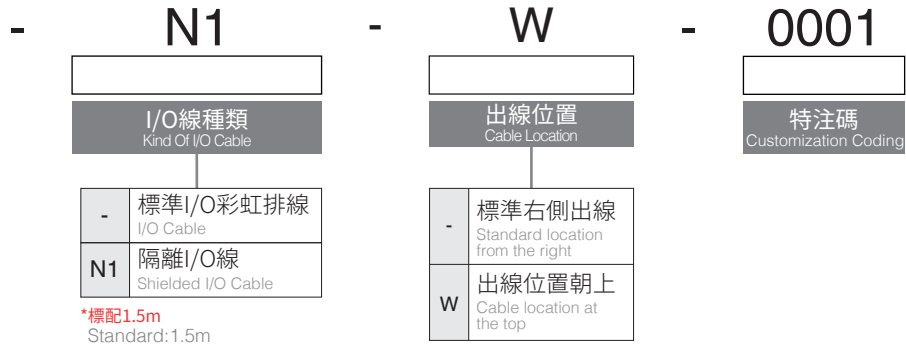 - N1 - W - 0001
I/O線種類
Kind Of I/O Cable
- 標準I/O彩虹排線
I/O Cable
N1 隔離I/O線
Shielded I/O Cable
*標配1.5m
Standard:1.5m
出線位置
Cable Location
- 標準右側出線
Standard location
from the right
W 出線位置朝上
Cable location at
the top
特注碼
Customization Coding